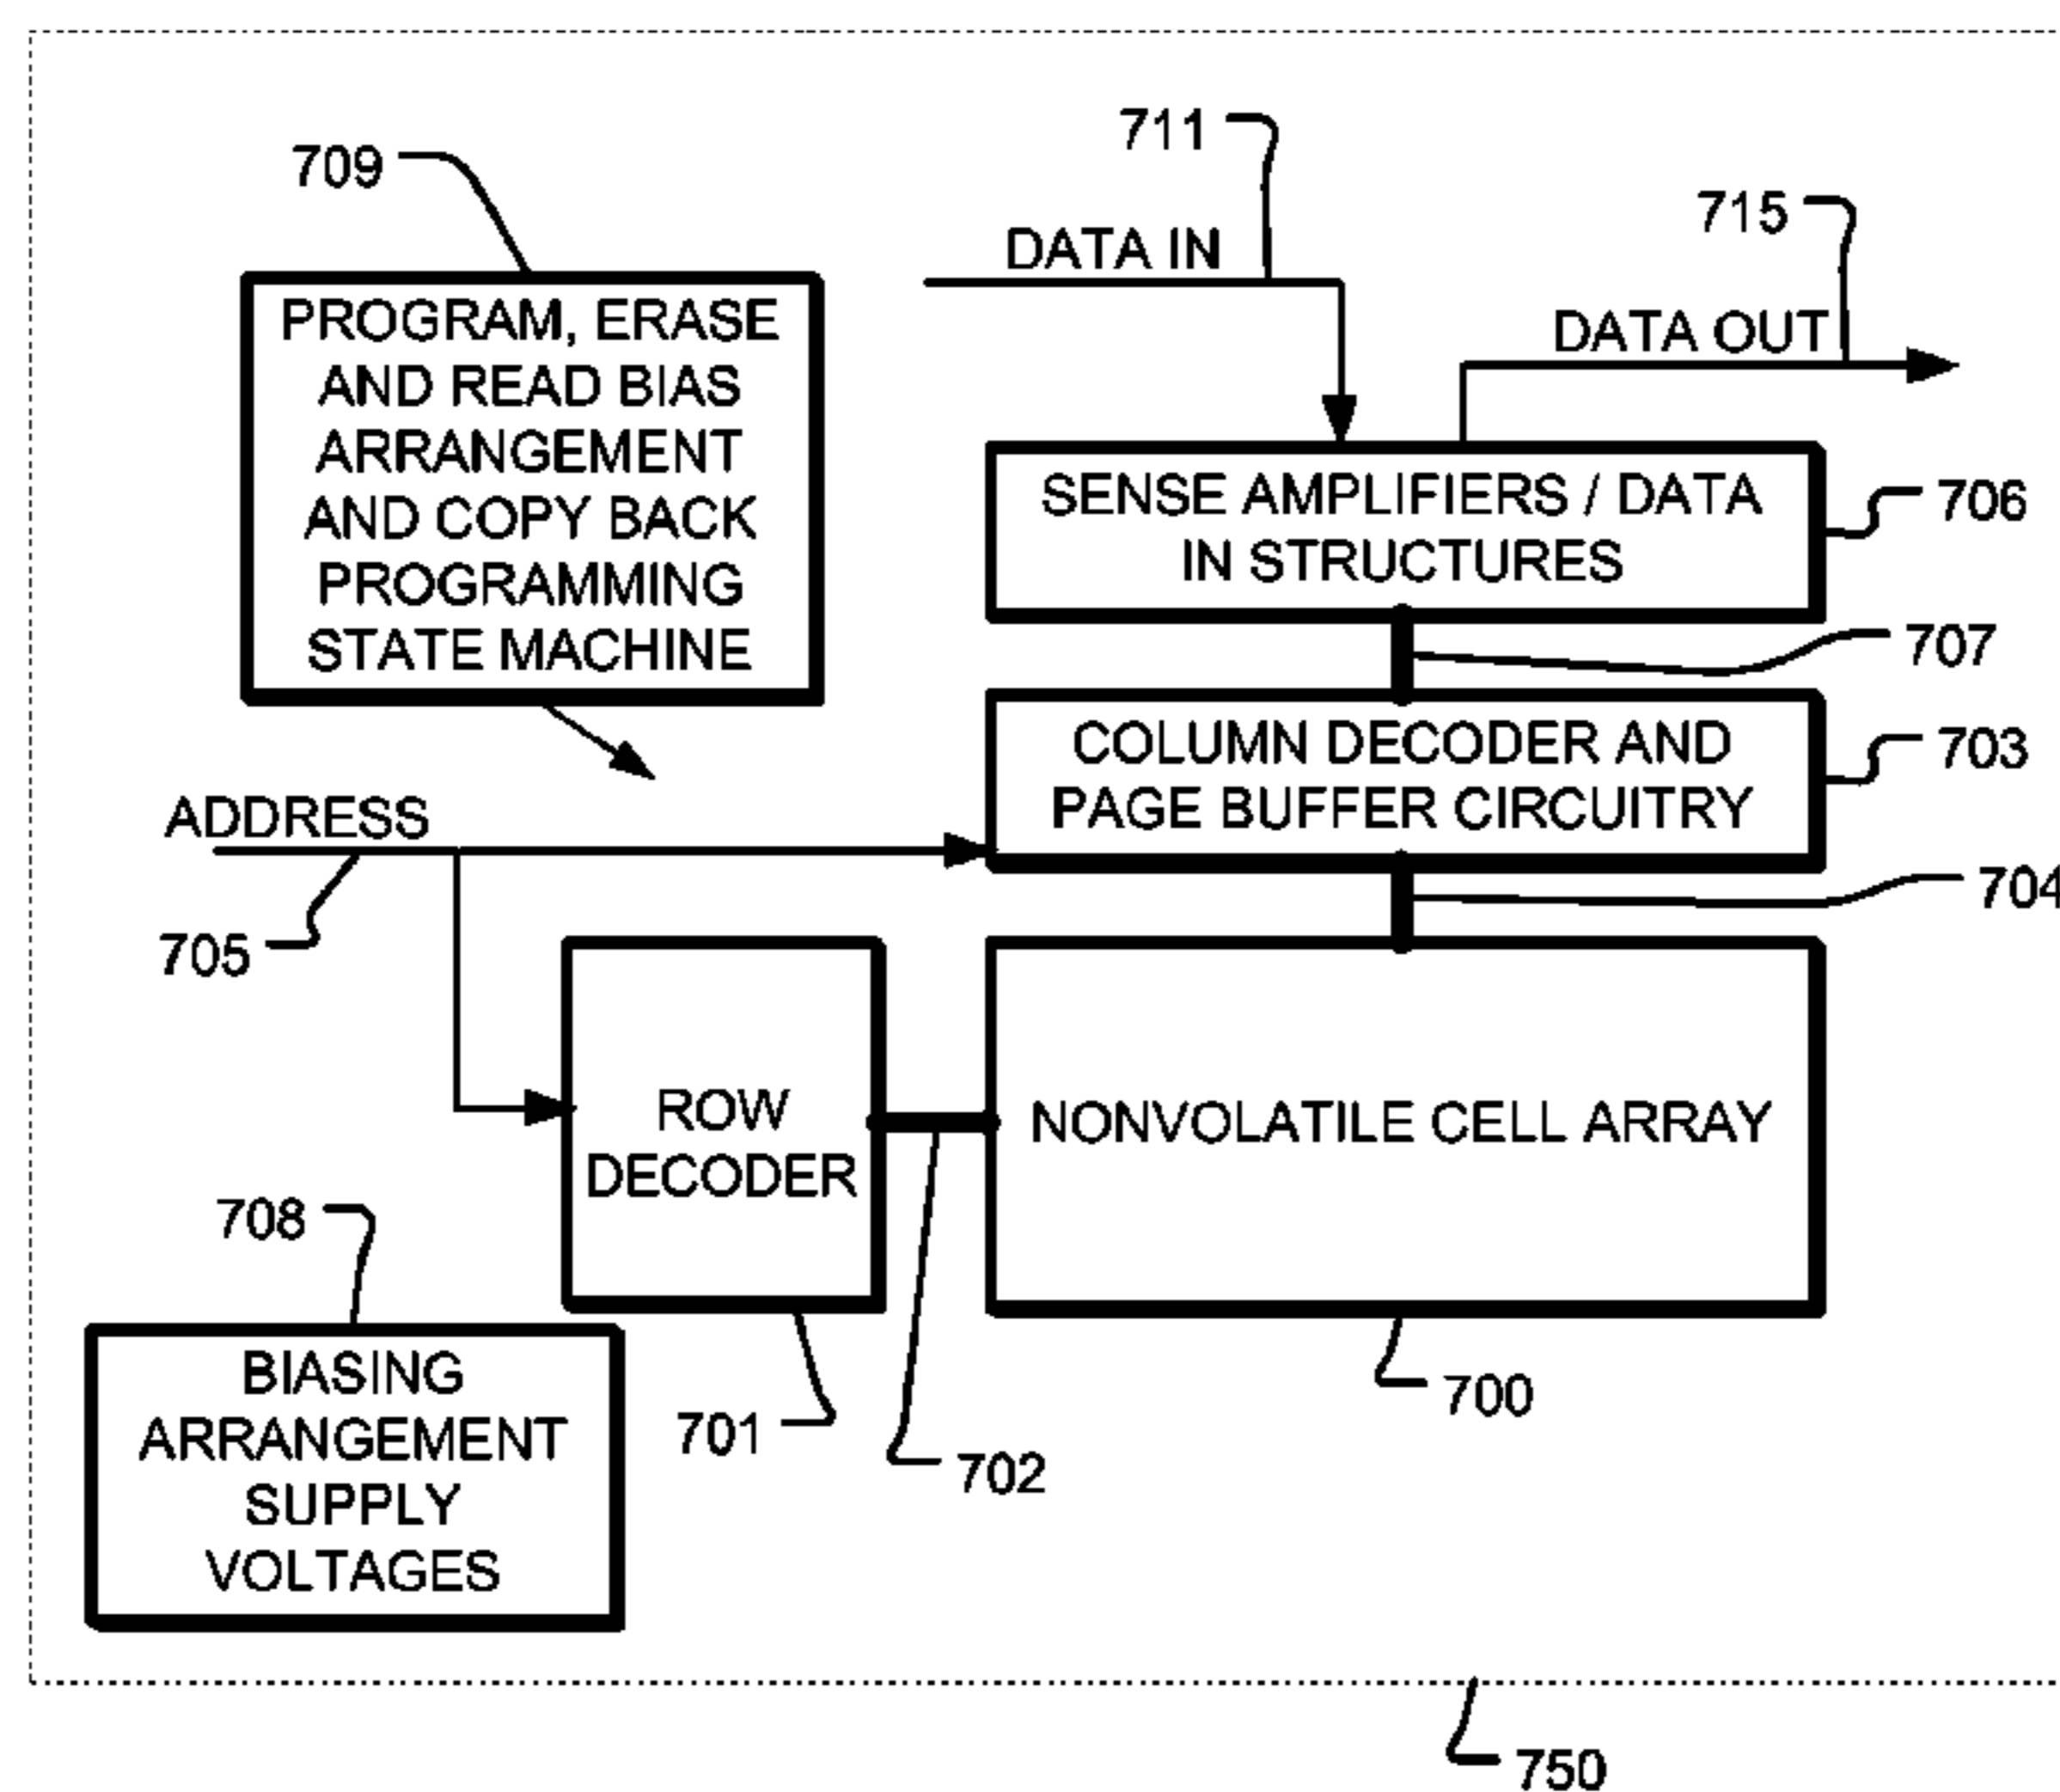 711
709
715
DATA IN
PROGRAM, ERASE
AND READ BIAS
ARRANGEMENT
AND COPY BACK
PROGRAMMING
STATE MACHINE
DATA OUT
SENSE AMPLIFIERS / DATA
IN STRUCTURES
706
707
COLUMN DECODER AND
PAGE BUFFER CIRCUITRY
703
ADDRESS
704
705
ROW
DECODER
NONVOLATILE CELL ARRAY
708
BIASING
ARRANGEMENT
SUPPLY
VOLTAGES
701
702
700
750